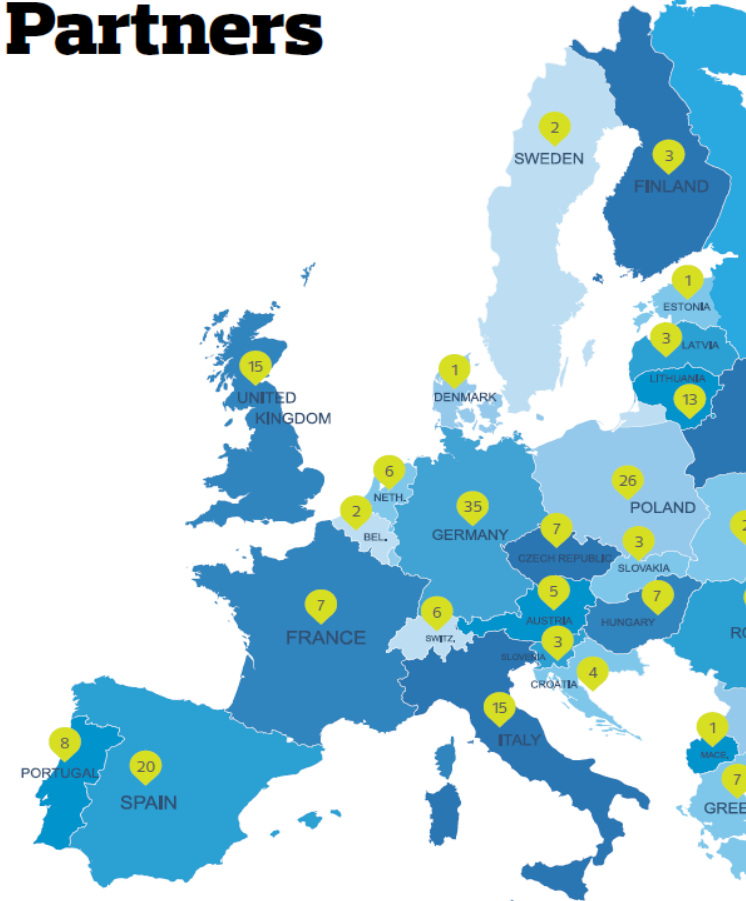 Partners
2
SWEDEN
3
FINLAND
1
ESTONIA
3
LATVIA
LITHUANIA
13
15
UNITED
KINGDOM
1
DENMARK
6
NETH.
2
BEL.
35
GERMANY
26
POLAND
7
CZECH REPUBLIC
3
SLOVAKIA
5
AUSTRIA
7
HUNGARY
7
FRANCE
6
SWITZ.
3
SLOVENIA
4
CROATIA
15
ITALY
8
PORTUGAL
20
SPAIN
1
MACE.
7
GREE
2
RO